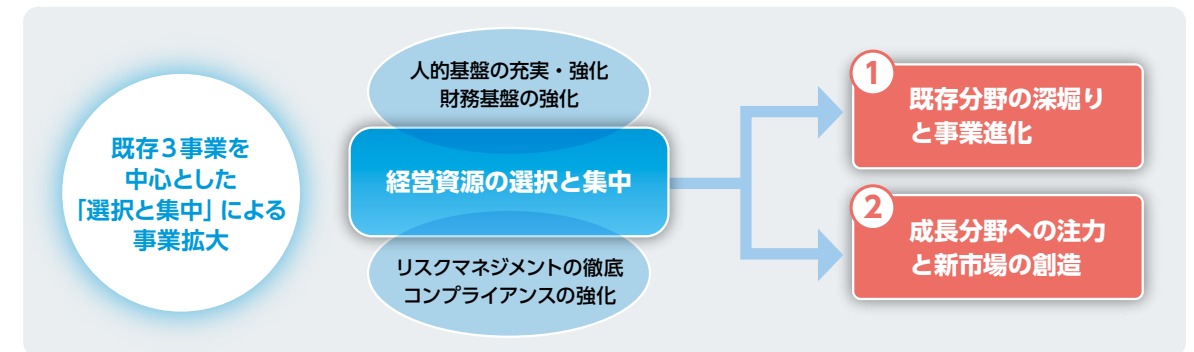 既存3事業を
中心とした
「選択と集中」による
事業拡大
人的基盤の充実・強化
財務基盤の強化
経営資源の選択と集中
リスクマネジメントの徹底
コンプライアンスの強化
1
既存分野の深堀り
と事業進化
2
成長分野への注力
と新市場の創造